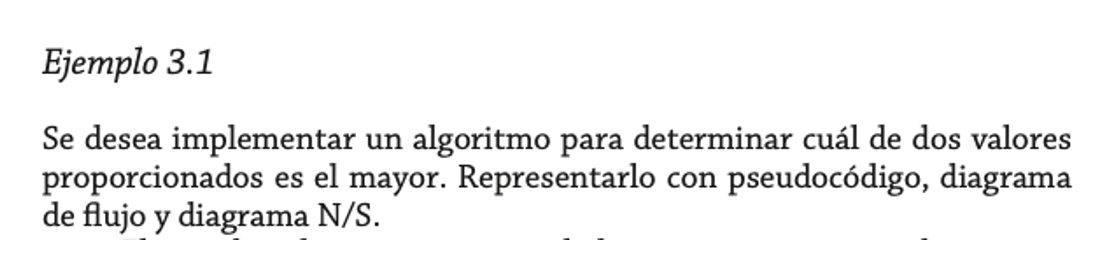 Ejemplo 3.1
Se desea implementar un algoritmo para determinar cuál de dos valores
proporcionados es el mayor. Representarlo con pseudocódigo, diagrama
de flujo y diagrama N/S.